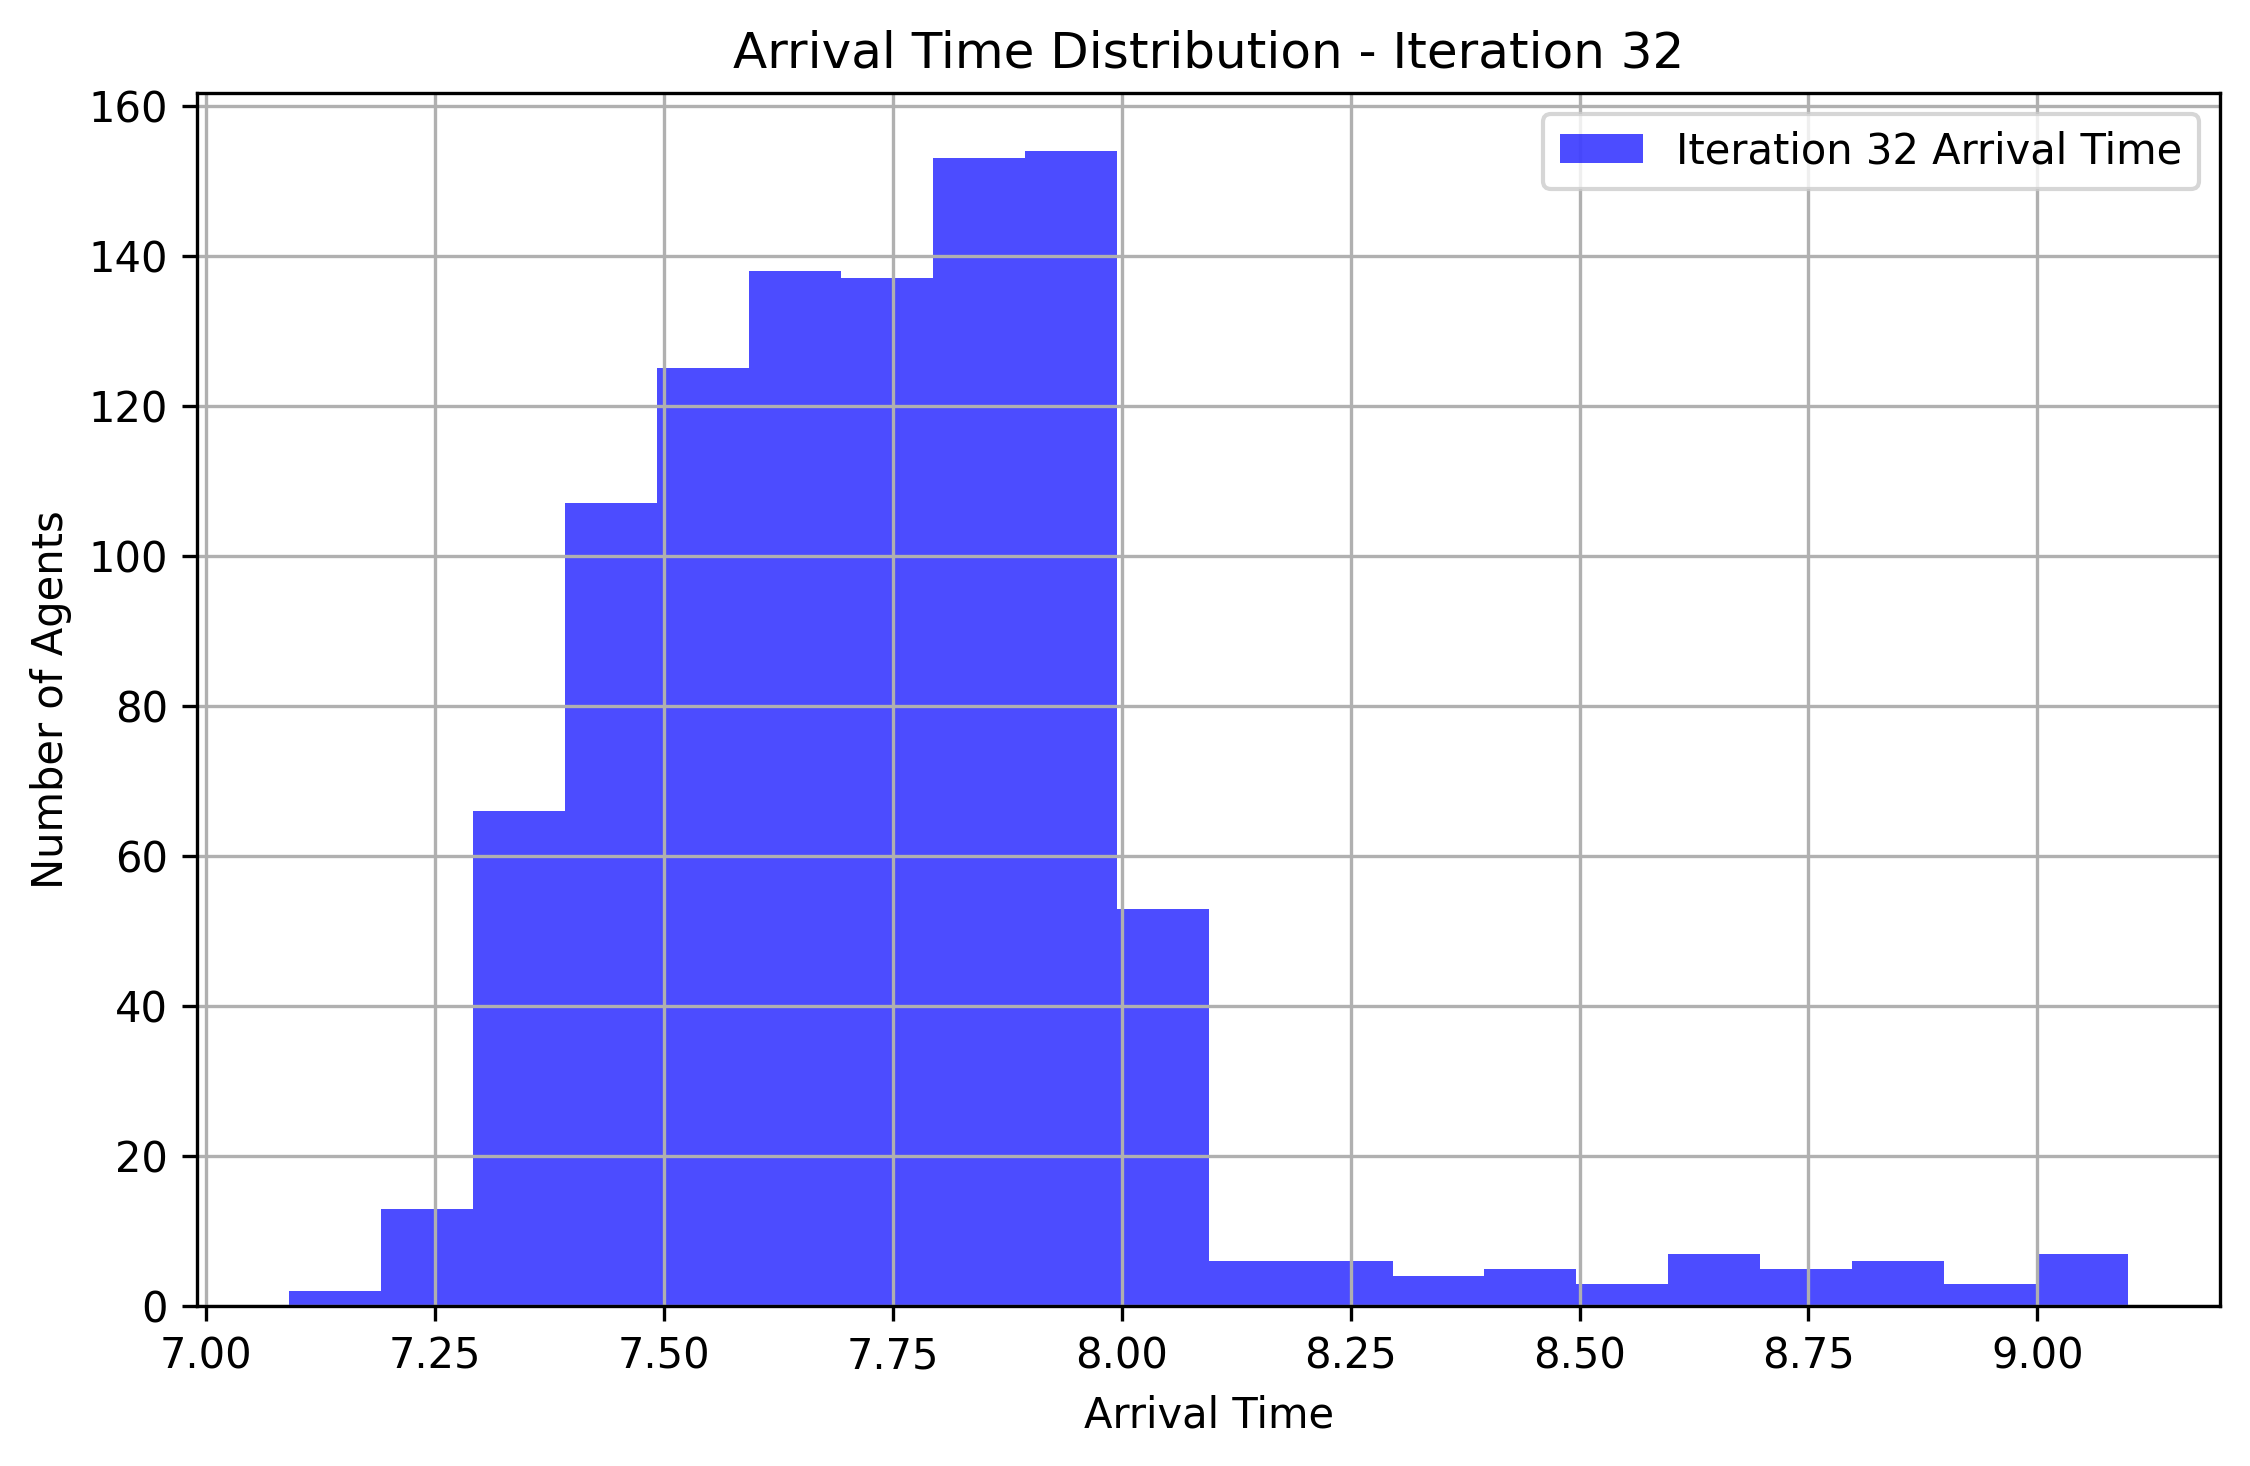 Arrival Time Distribution - Iteration 32
Iteration 32 Arrival Time
Number of Agents
160
140
120
100
80
60
40
20
0
7.00 7.25 7.50 7.75 8.00 8.25 8.50 8.75 9.00
Arrival Time